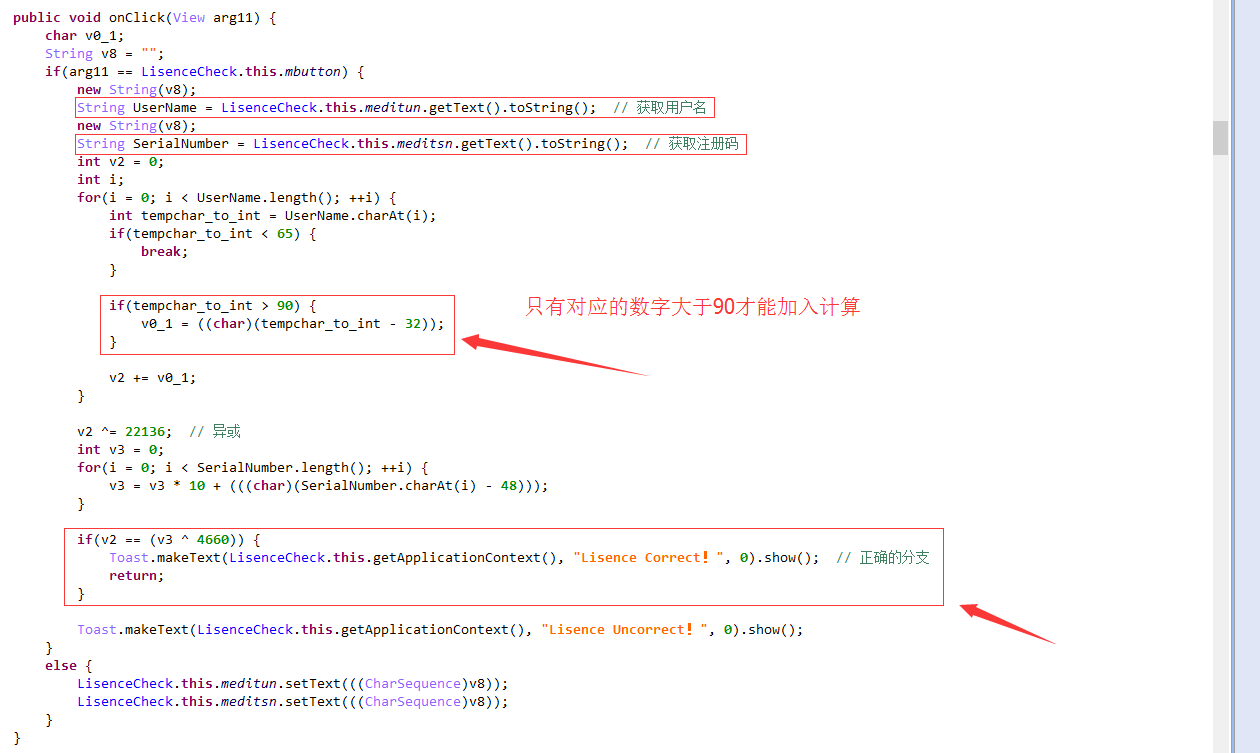 public void onClick(View arg11) {
char v0_1;
String v8 = "";
if(arg11 == LisenceCheck.this.mbutton) {
new String(v8);
String UserName = LisenceCheck.this.meditun.getText().toString();  // 获取用户名
new String(v8);
String SerialNumber = LisenceCheck.this.meditsn.getText().toString();  // 获取注册码
int v2 = 0;
int i;
for(i = 0; i < UserName.length(); ++i) {
int tempchar_to_int = UserName.charAt(i);
if(tempchar_to_int < 65) {
break;
}
if(tempchar_to_int > 90) {
只有对应的数字大于90才能加入计算
v0_1 = ((char)(tempchar_to_int - 32));
}
v2 += v0_1;
}
v2 ^= 22136;  // 异或
int v3 = 0;
for(i = 0; i < SerialNumber.length(); ++i) {
v3 = v3 * 10 + (((char)(SerialNumber.charAt(i) - 48)));
}
if(v2 == (v3 ^ 4660)) {
Toast.makeText(LisenceCheck.this.getApplicationContext(), "Lisence Correct！", 0).show();  // 正确的分支
return;
}
Toast.makeText(LisenceCheck.this.getApplicationContext(), "Lisence Uncorrect！", 0).show();
}
else {
LisenceCheck.this.meditun.setText(((CharSequence)v8));
LisenceCheck.this.meditsn.setText(((CharSequence)v8));
}
}